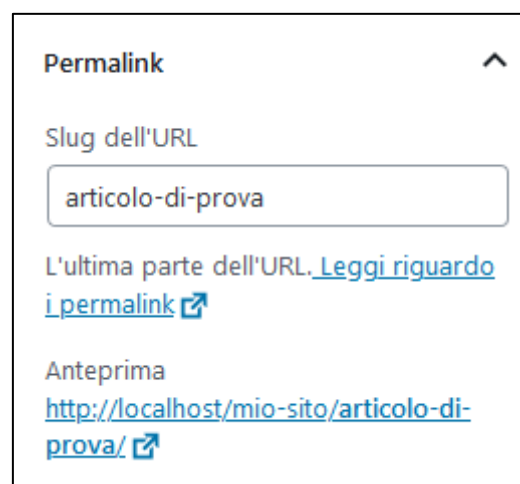 Permalink
Slug dell'URL
articolo-di-prova
L'ultima parte dell'URL. Leggi riguardo
i permalink
Anteprima
http://localhost/mio-sito/articolo-di-
prova/